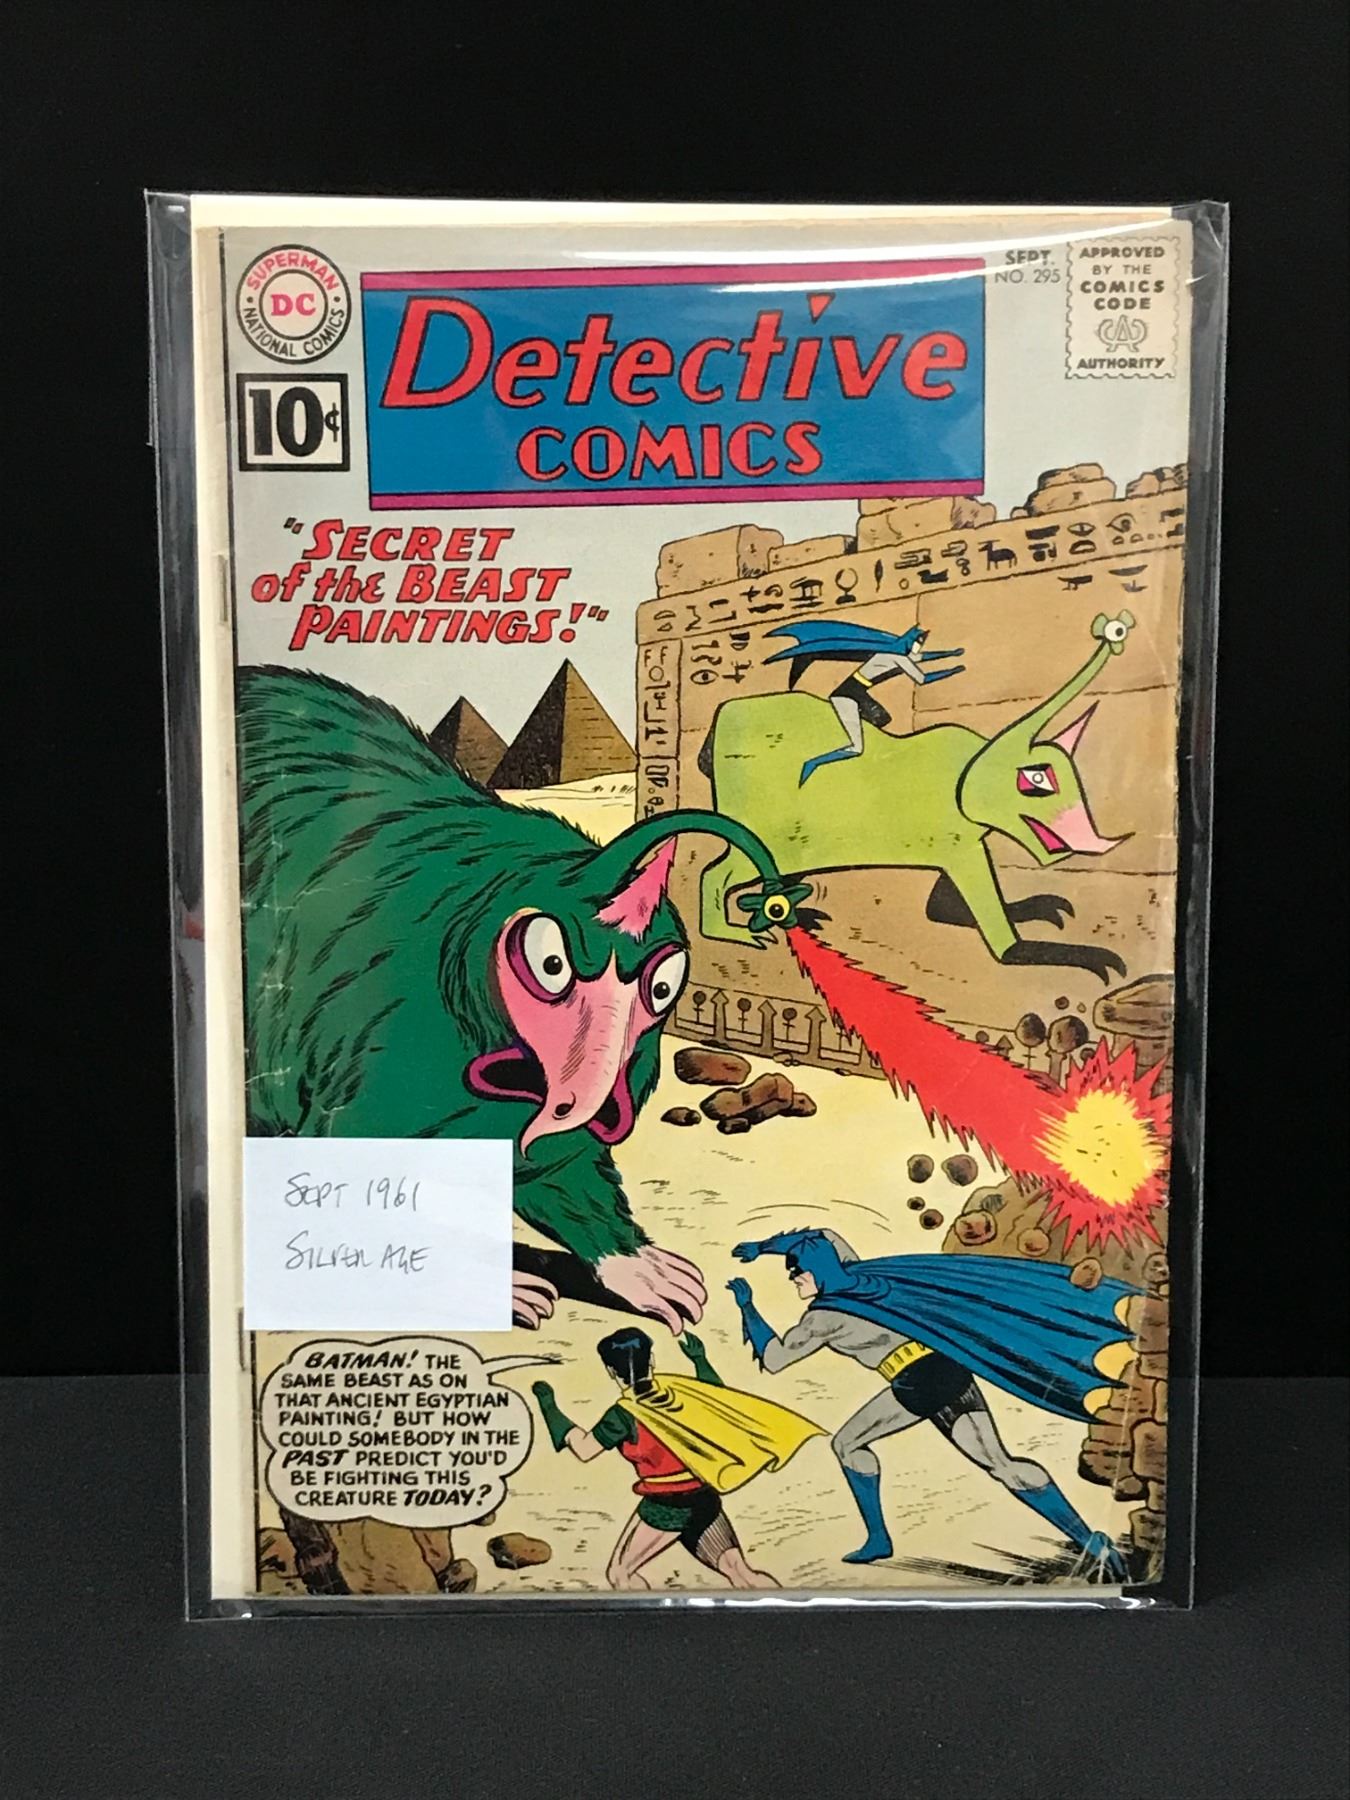 SUPERMAN
DC
NATIONAL COMICS
10¢
Detective
COMICS
SEPT.
NO. 295
APPROVED
BY THE
COMICS
CODE
AUTHORITY
"SECRET
of the BEAST
PAINTINGS!"
SEPT 1961
SILVER AGE
BATMAN! THE
SAME BEAST AS ON
THAT ANCIENT EGYPTIAN
PAINTING! BUT HOW
COULD SOMEBODY IN THE
PAST PREDICT YOU'D
BE FIGHTING THIS
CREATURE TODAY?